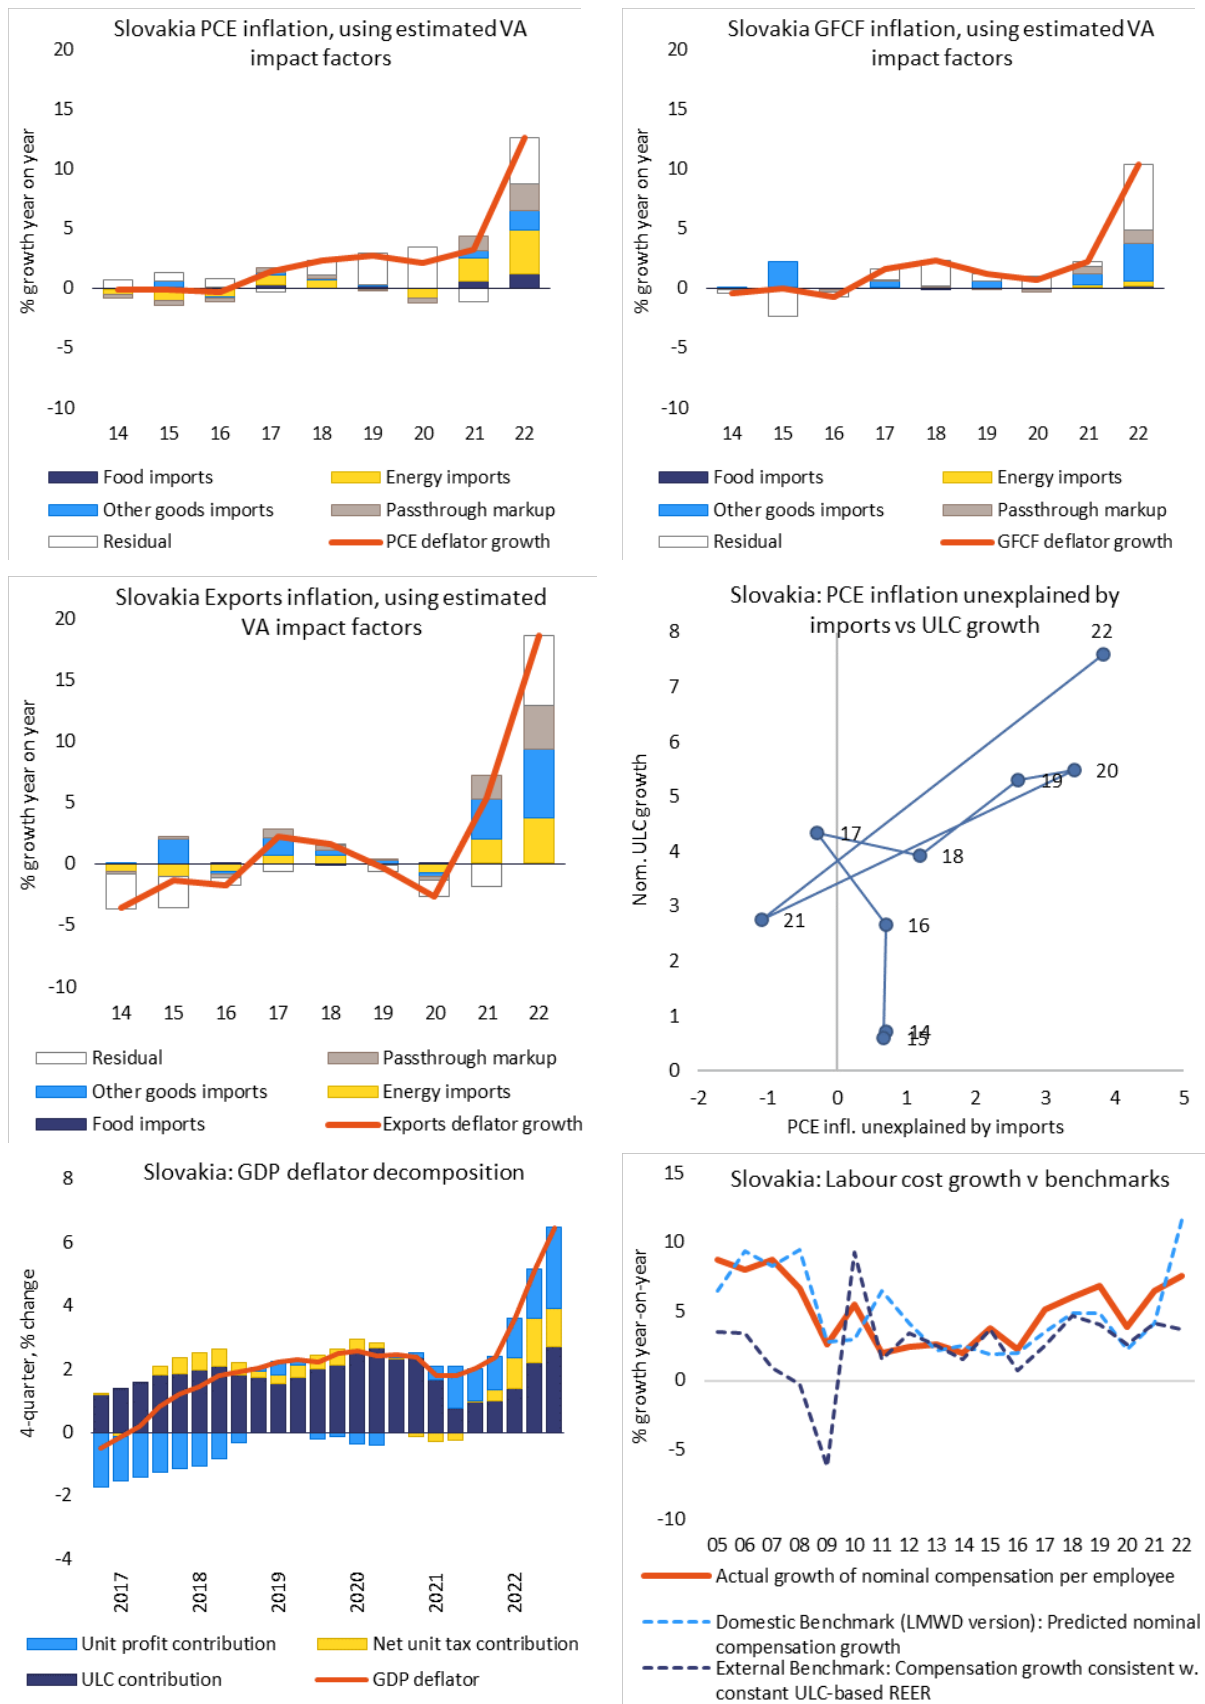 Slovakia PCE inflation, using estimated VA
impact factors
% growth year on year
20
15
10
5
0
-5
-10
14 15 16 17 18 19 20 21 22
Food imports Energy imports
Other goods imports Passthrough markup
Residual PCE deflator growth
Slovakia GFCF inflation, using estimated VA
impact factors
% growth year on year
20
15
10
5
0
-5
-10
14 15 16 17 18 19 20 21 22
Food imports Energy imports
Other goods imports Passthrough markup
Residual GFCF deflator growth
Slovakia Exports inflation, using estimated
VA impact factors
% growth year on year
20
15
10
5
0
-5
-10
14 15 16 17 18 19 20 21 22
Residual Passthrough markup
Other goods imports Energy imports
Food imports Exports deflator growth
Slovakia: PCE inflation unexplained by
imports vs ULC growth
Nom. ULC growth
8
7
6
5
4
3
2
1
0
22
20
19
17
18
21
16
14
15
-2 -1 0 1 2 3 4 5
PCE infl. unexplained by imports
Slovakia: GDP deflator decomposition
4-quarter, % change
8
6
4
2
0
-2
-4
2017 2018 2019 2020 2021 2022
Unit profit contribution Net unit tax contribution
ULC contribution GDP deflator
Slovakia: Labour cost growth v benchmarks
% growth year-on-year
15
10
5
0
-5
-10
05 06 07 08 09 10 11 12 13 14 15 16 17 18 19 20 21 22
Actual growth of nominal compensation per employee
Domestic Benchmark (LMWD version): Predicted nominal
compensation growth
External Benchmark: Compensation growth consistent w.
constant ULC-based REER